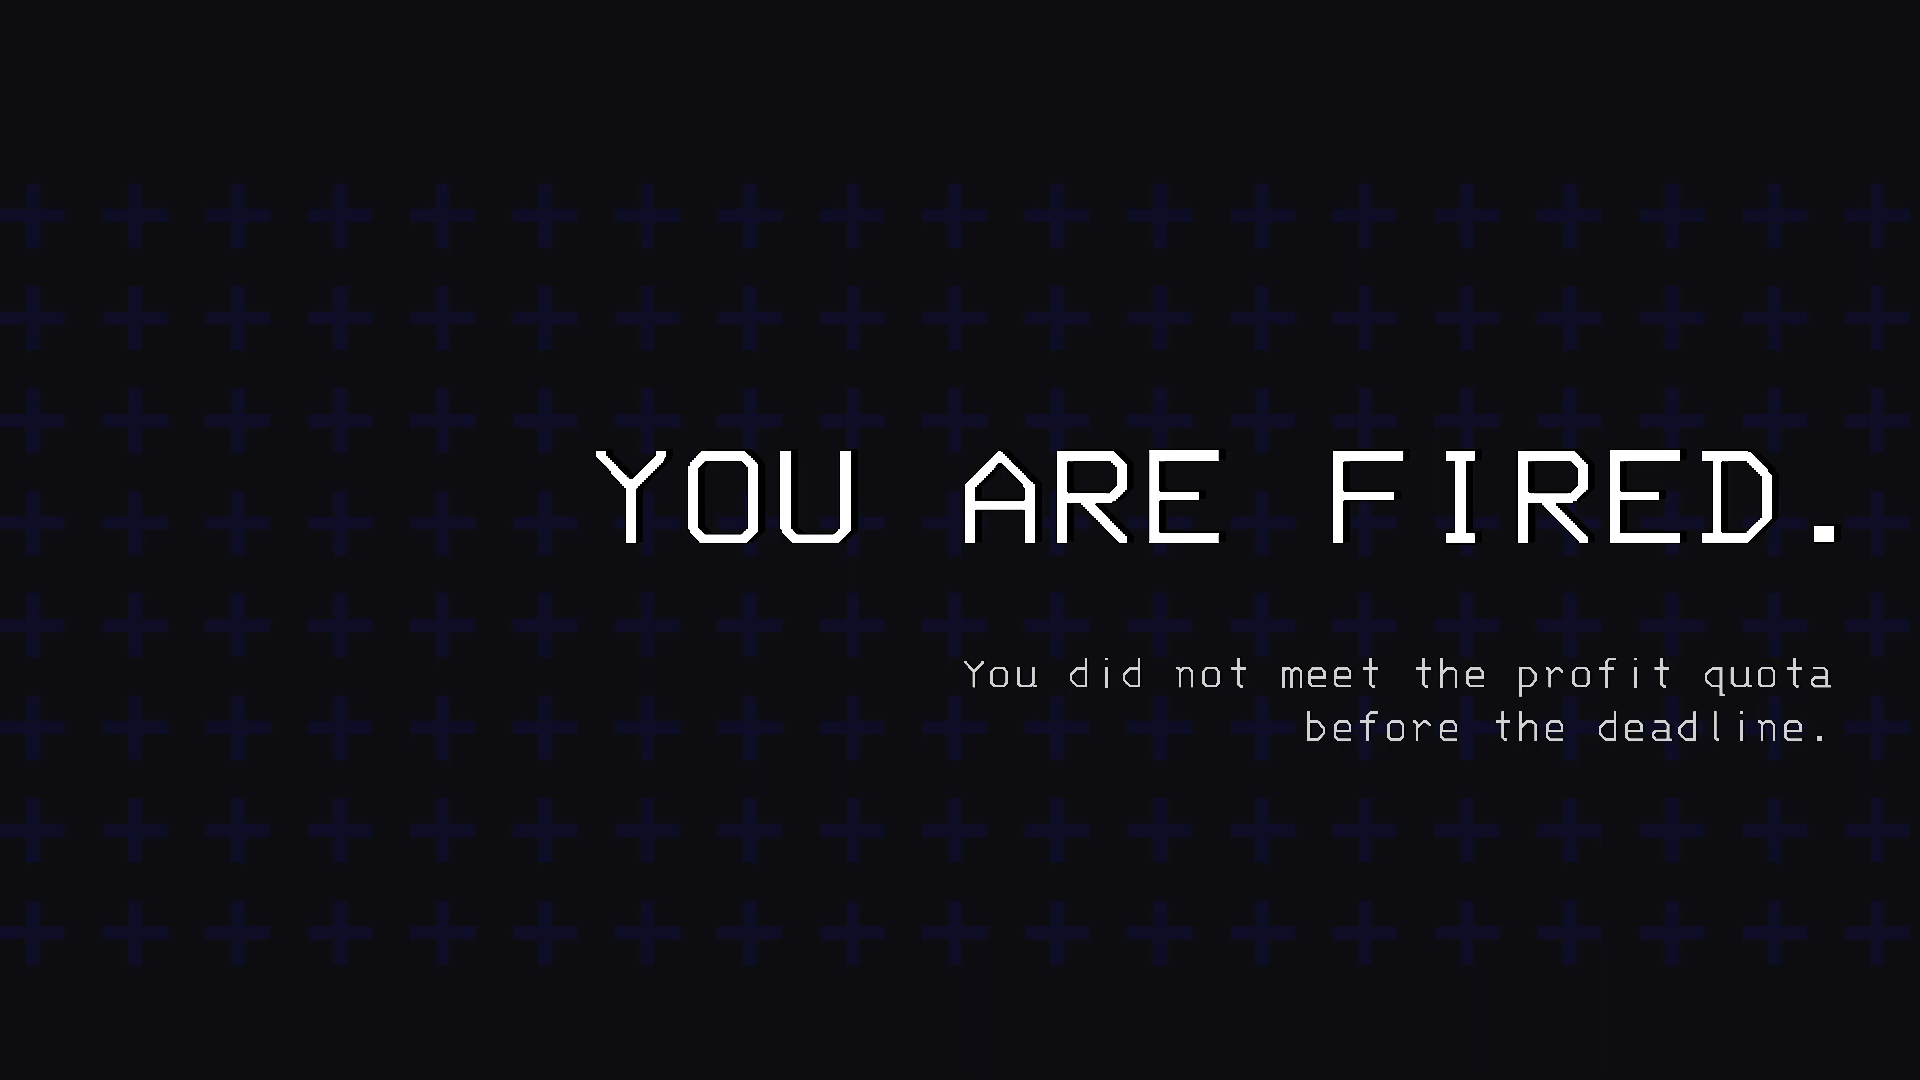 YOU ARE FIRED.
You did not meet the profit quota
before the deadline.